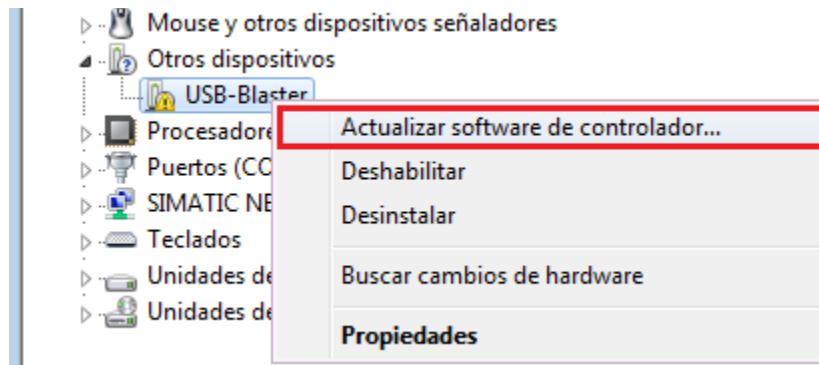 Mouse y otros dispositivos señaladores
Otros dispositivos
USB-Blaster
Actualizar software de controlador...
Procesadore
Puertos (CO
Deshabilitar
SIMATIC NE
Desinstalar
Teclados
Unidades de
Buscar cambios de hardware
Unidades de
Propiedades